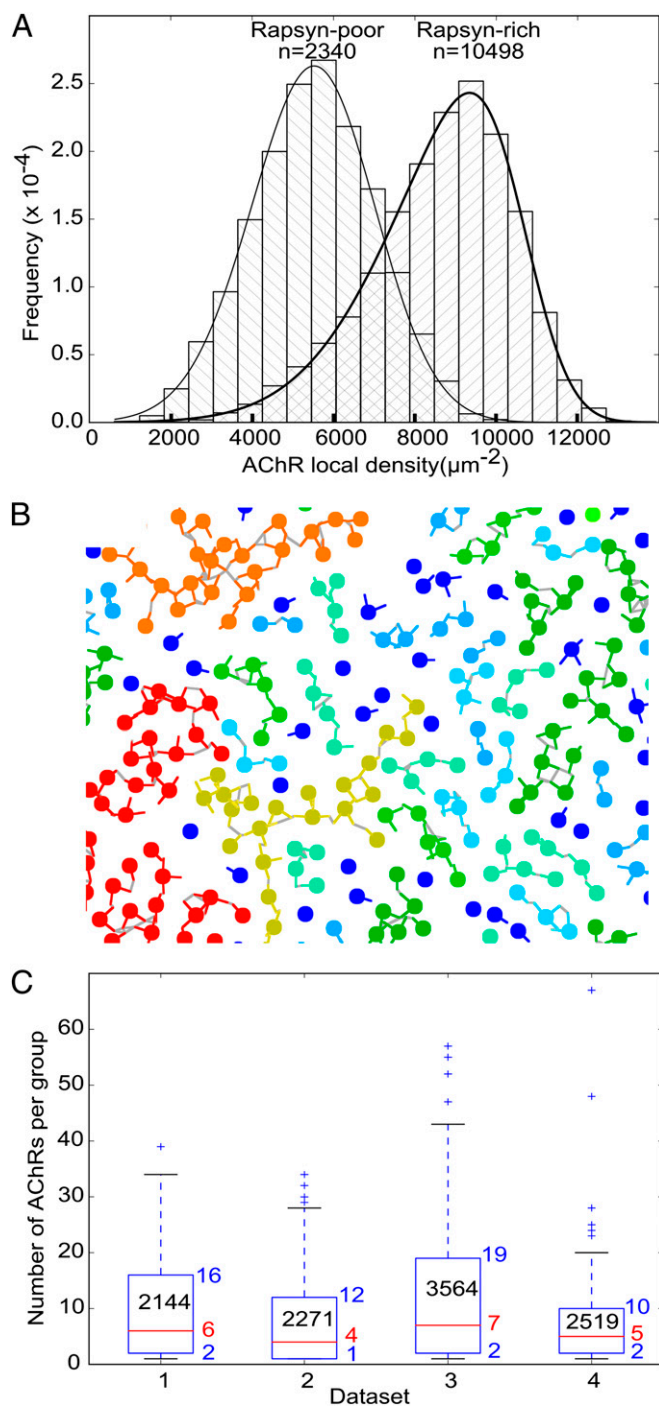 A
Rapsyn-poor
n=2340
Rapsyn-rich
n=10498
Frequency (x 10⁻⁴)
2.5
2.0
1.5
1.0
0.5
0.0
0 2000 4000 6000 8000 10000 12000
AChR local density(μm⁻²)
B
C
Number of AChRs per group
60
50
40
30
20
10
0
16
2144
6
2
12
2271
4
1
19
3564
7
2
10
2519
5
2
1 2 3 4
Dataset